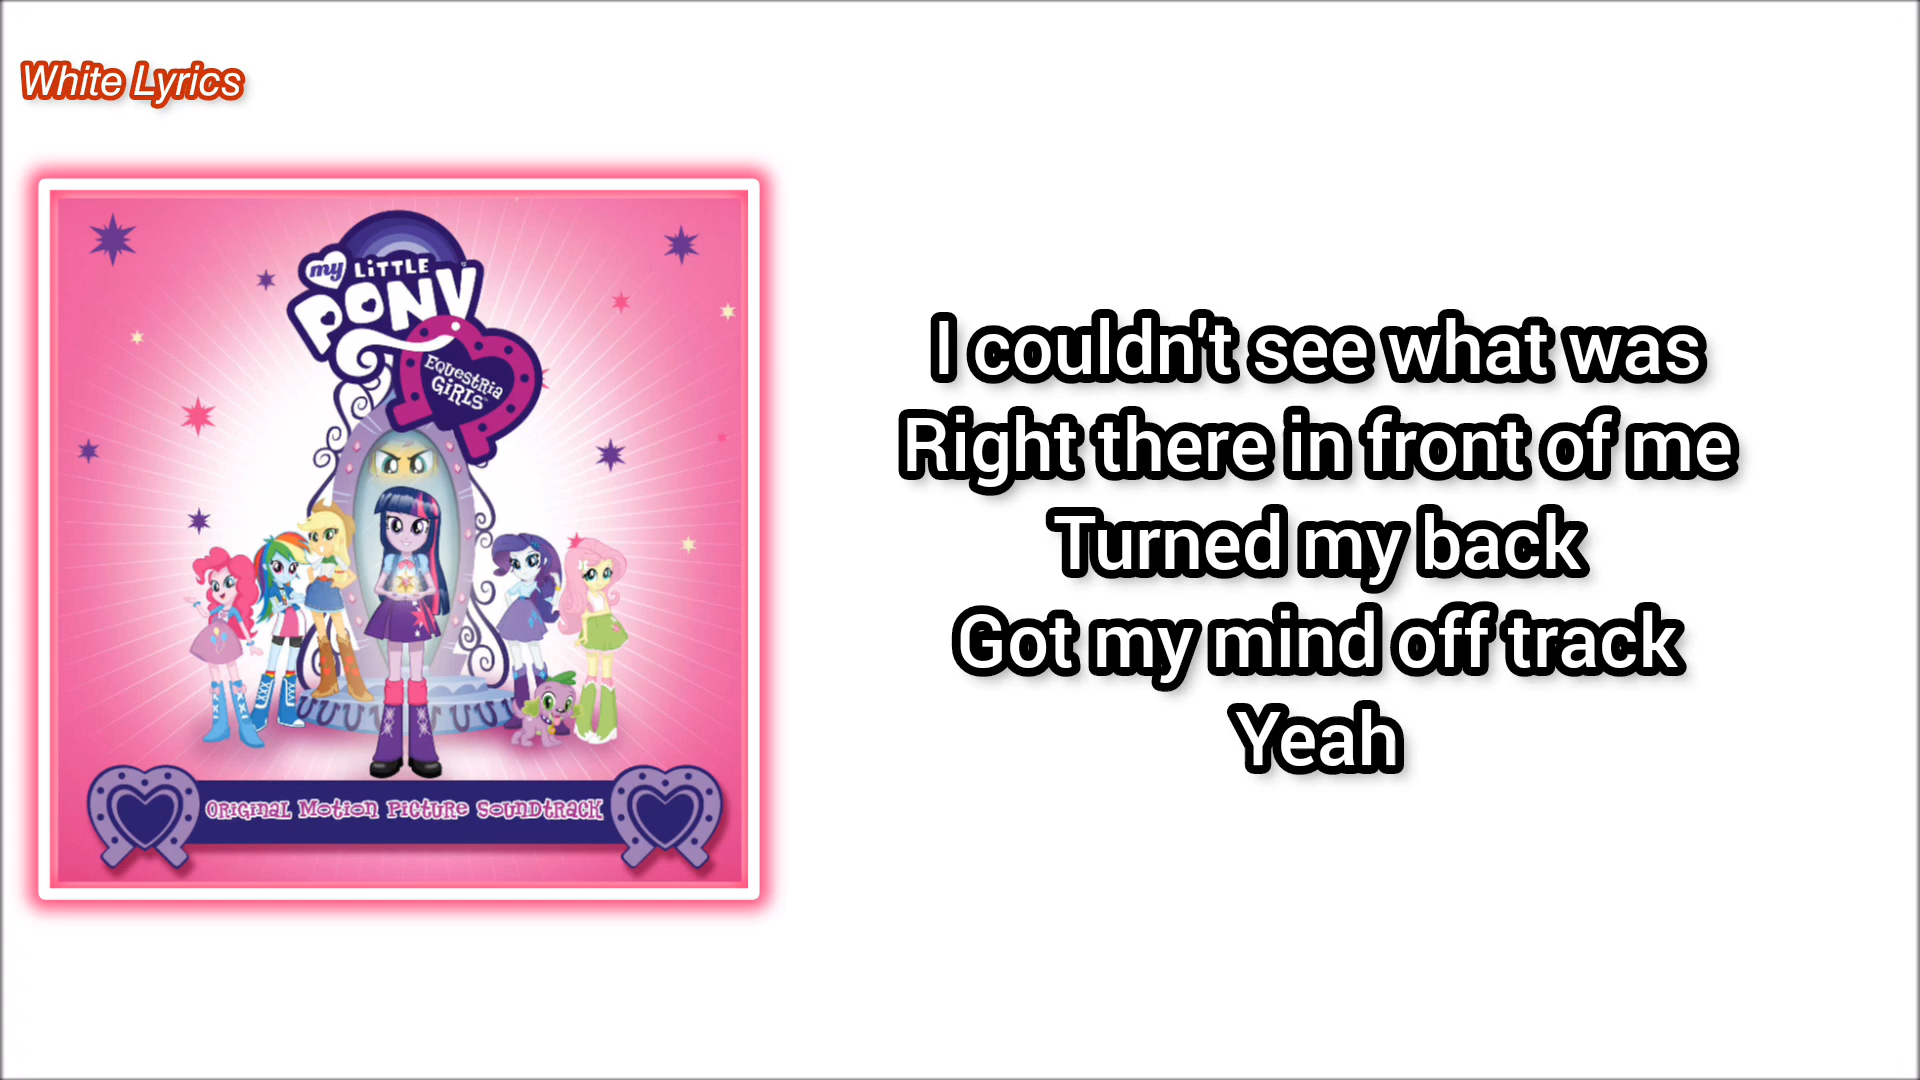 White Lyrics
my LiTTLE
PONY
EQUESTRIA
GiRLS
ORiGiNAL MOTiON PiCTURE SOUNDTRACK
I couldn't see what was
Right there in front of me
Turned my back
Got my mind off track
Yeah